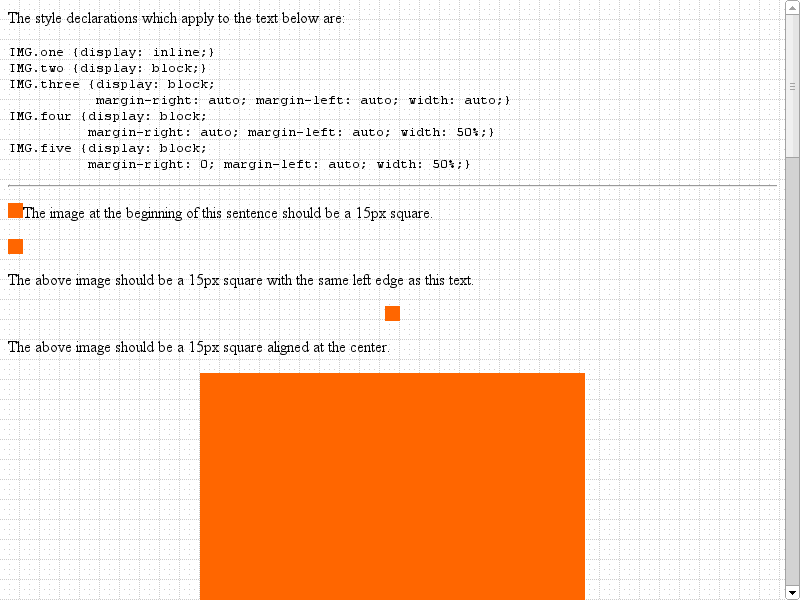 The style declarations which apply to the text below are:
IMG.one {display: inline;}
IMG.two {display: block;}
IMG.three {display: block;
margin-right: auto; margin-left: auto; width: auto;}
IMG.four {display: block;
margin-right: auto; margin-left: auto; width: 50%;}
IMG.five {display: block;
margin-right: 0; margin-left: auto; width: 50%;}
The image at the beginning of this sentence should be a 15px square.
The above image should be a 15px square with the same left edge as this text.
The above image should be a 15px square aligned at the center.